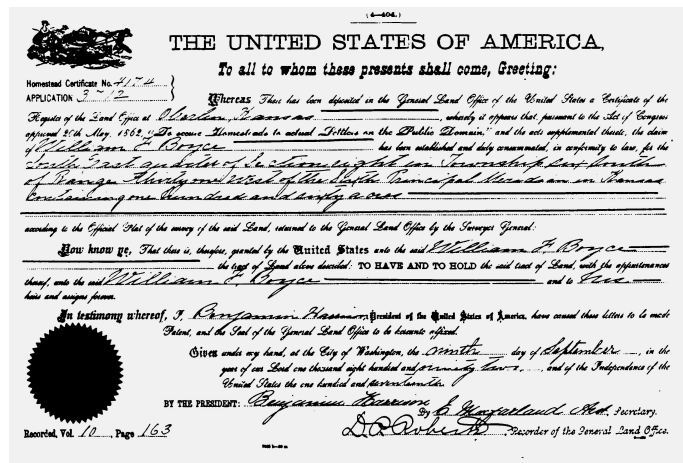 (4—404.)
THE UNITED STATES OF AMERICA,
To all to whom these presents shall come, Greeting:
Homestead Certificate No. 4174
APPLICATION 3712
Whereas There has been deposited in the General Land Office of the United States a Certificate of the
Register of the Land Office at Oberlin, Kansas, whereby it appears that, pursuant to the Act of Congress
approved 20th May, 1862, "To secure Homesteads to actual Settlers on the Public Domain," and the acts supplemental thereto, the claim
of William F Boyce has been established and duly consummated, in conformity to law, for the
South East quarter of Section eight in Township six South
of Range thirty one West of the Sixth Principal Meridian in Kansas
containing one hundred and sixty acres
according to the Official Plat of the survey of the said Land, returned to the General Land Office by the Surveyor General:
Now know ye, That there is, therefore, granted by the United States unto the said William F. Boyce
the tract of Land above described: TO HAVE AND TO HOLD the said tract of Land, with the appurtenances
thereof, unto the said William F Boyce and to his
heirs and assigns forever.
In testimony whereof, I, Benjamin Harrison, President of the United States of America, have caused these letters to be made
Patent, and the Seal of the General Land Office to be hereunto affixed.
Given under my hand, at the City of Washington, the ninth day of September, in the
year of our Lord one thousand eight hundred and ninety two, and of the Independence of the
United States the one hundred and seventeenth
BY THE PRESIDENT: Benjamin Harrison
By E Macfarland Asst. Secretary.
Recorded, Vol. 10, Page 163
D P Roberts Recorder of the General Land Office.